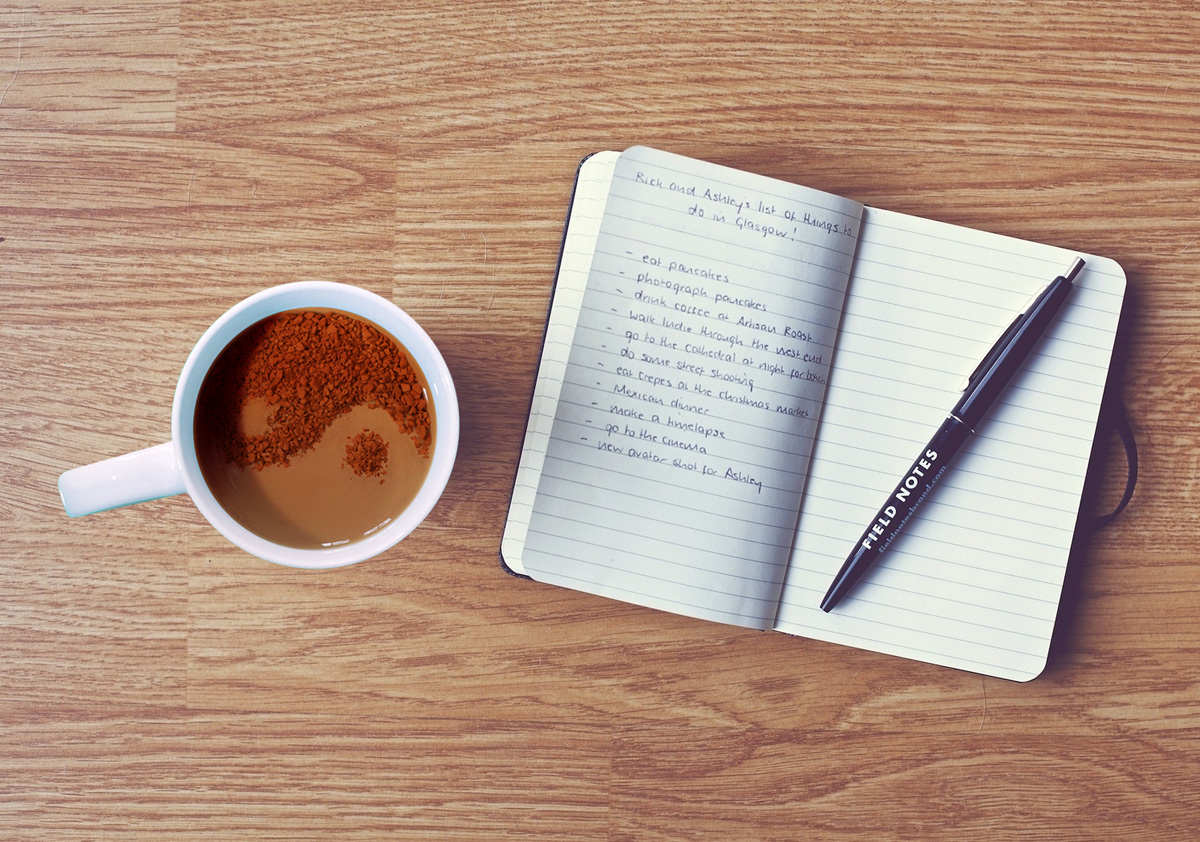 Rick and Ashley's list of things to
do in Glasgow!
- eat pancakes
- photograph pancakes
- drink coffee at Artisan Roast
- walk Indie through the west end
- go to the cathedral at night for
- do some street shooting
- eat crepes at the christmas market
- Mexican dinner
- make a timelapse
- go to the cinema
- new avatar shot for Ashley
FIELD NOTES
fieldnotesbrand.com